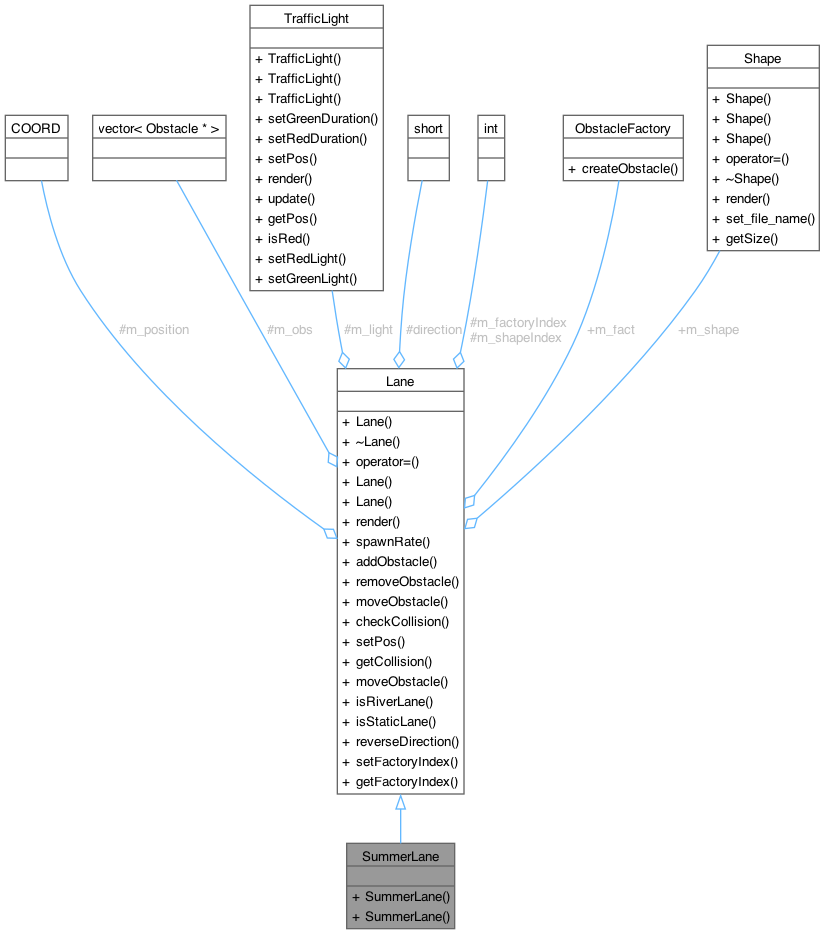 TrafficLight
+ TrafficLight()
+ TrafficLight()
+ TrafficLight()
+ setGreenDuration()
+ setRedDuration()
+ setPos()
+ render()
+ update()
+ getPos()
+ isRed()
+ setRedLight()
+ setGreenLight()
Shape
+ Shape()
+ Shape()
+ Shape()
+ operator=()
+ ~Shape()
+ render()
+ set_file_name()
+ getSize()
COORD
vector< Obstacle * >
short
int
ObstacleFactory
+ createObstacle()
#m_position
#m_obs
#m_light
#direction
#m_factoryIndex
#m_shapeIndex
+m_fact
+m_shape
Lane
+ Lane()
+ ~Lane()
+ operator=()
+ Lane()
+ Lane()
+ render()
+ spawnRate()
+ addObstacle()
+ removeObstacle()
+ moveObstacle()
+ checkCollision()
+ setPos()
+ getCollision()
+ moveObstacle()
+ isRiverLane()
+ isStaticLane()
+ reverseDirection()
+ setFactoryIndex()
+ getFactoryIndex()
SummerLane
+ SummerLane()
+ SummerLane()